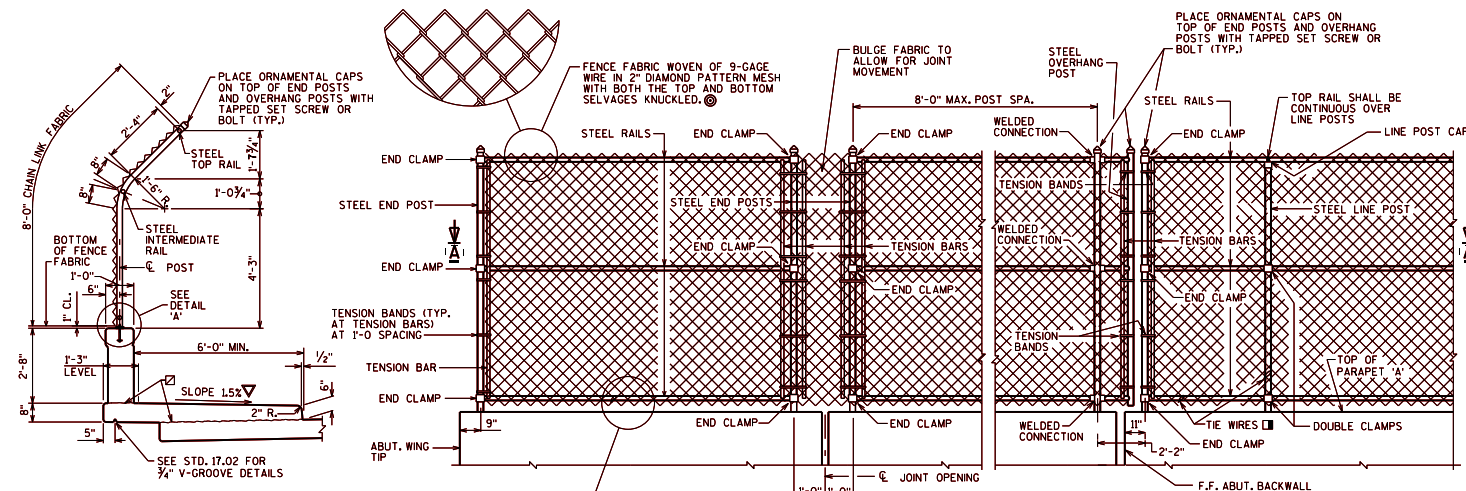 PLACE ORNAMENTAL CAPS
ON TOP OF END POSTS
AND OVERHANG POSTS WITH
TAPPED SET SCREW OR
BOLT (TYP.)
2"
2'-4"
8'-0" CHAIN LINK FABRIC
STEEL
TOP RAIL
1'-7¾"
8"
8"
1'-6" R.
1'-0¾"
STEEL
INTERMEDIATE
RAIL
BOTTOM
OF FENCE
FABRIC
℄ POST
4'-3"
1'-0"
6"
1" CL.
SEE
DETAIL
'A'
6'-0" MIN.
½"
2'-8"
1'-3"
LEVEL
SLOPE 1.5%
6"
8"
2" R.
5"
SEE STD. 17.02 FOR
¾" V-GROOVE DETAILS
FENCE FABRIC WOVEN OF 9-GAGE
WIRE IN 2" DIAMOND PATTERN MESH
WITH BOTH THE TOP AND BOTTOM
SELVAGES KNUCKLED.
BULGE FABRIC TO
ALLOW FOR JOINT
MOVEMENT
STEEL
OVERHANG
POST
PLACE ORNAMENTAL CAPS ON
TOP OF END POSTS AND OVERHANG
POSTS WITH TAPPED SET SCREW OR
BOLT (TYP.)
8'-0" MAX. POST SPA.
STEEL RAILS
TOP RAIL SHALL BE
CONTINUOUS OVER
LINE POSTS
STEEL RAILS
END CLAMP
END CLAMP
WELDED
CONNECTION
END CLAMP
LINE POST CAP
END CLAMP
TENSION BANDS
STEEL END POST
STEEL END POSTS
STEEL LINE POST
A
END CLAMP
TENSION BARS
WELDED
CONNECTION
TENSION BARS
A
END CLAMP
END CLAMP
END CLAMP
TENSION BANDS (TYP.
AT TENSION BARS)
AT 1'-0 SPACING
TENSION
BANDS
TENSION BAR
TOP OF
PARAPET 'A'
END CLAMP
9"
END CLAMP
END CLAMP
WELDED
CONNECTION
11"
TIE WIRES
DOUBLE CLAMPS
ABUT. WING
TIP
END CLAMP
2'-2"
℄ JOINT OPENING
1'-0"
1'-0"
F.F. ABUT. BACKWALL